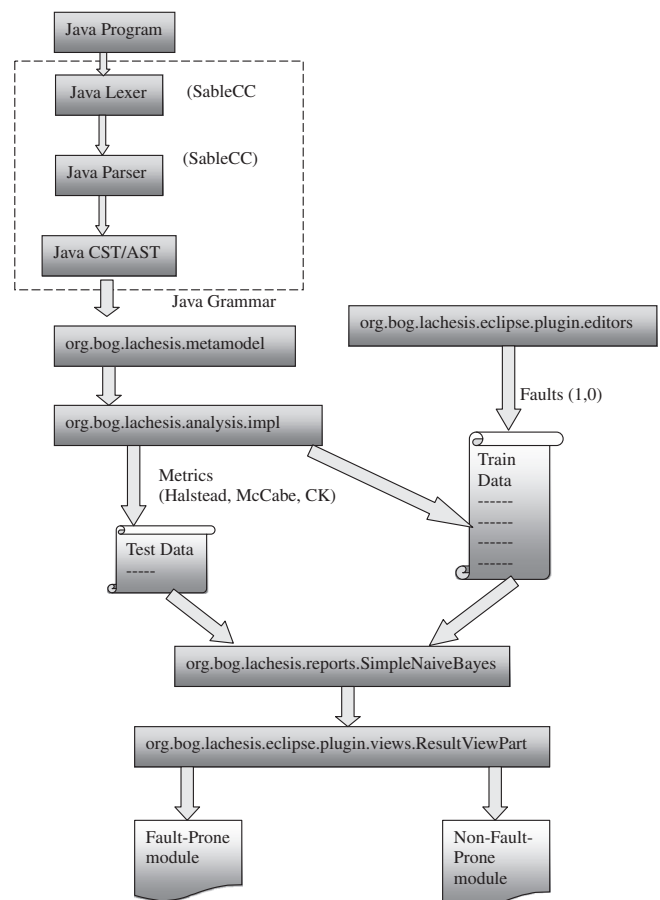 Java Program
Java Lexer
(SableCC
Java Parser
(SableCC)
Java CST/AST
Java Grammar
org.bog.lachesis.metamodel
org.bog.lachesis.eclipse.plugin.editors
org.bog.lachesis.analysis.impl
Faults (1,0)
Metrics
(Halstead, McCabe, CK)
Train
Data
------
------
------
------
Test Data
-----
org.bog.lachesis.reports.SimpleNaiveBayes
org.bog.lachesis.eclipse.plugin.views.ResultViewPart
Fault-Prone
module
Non-Fault-
Prone
module